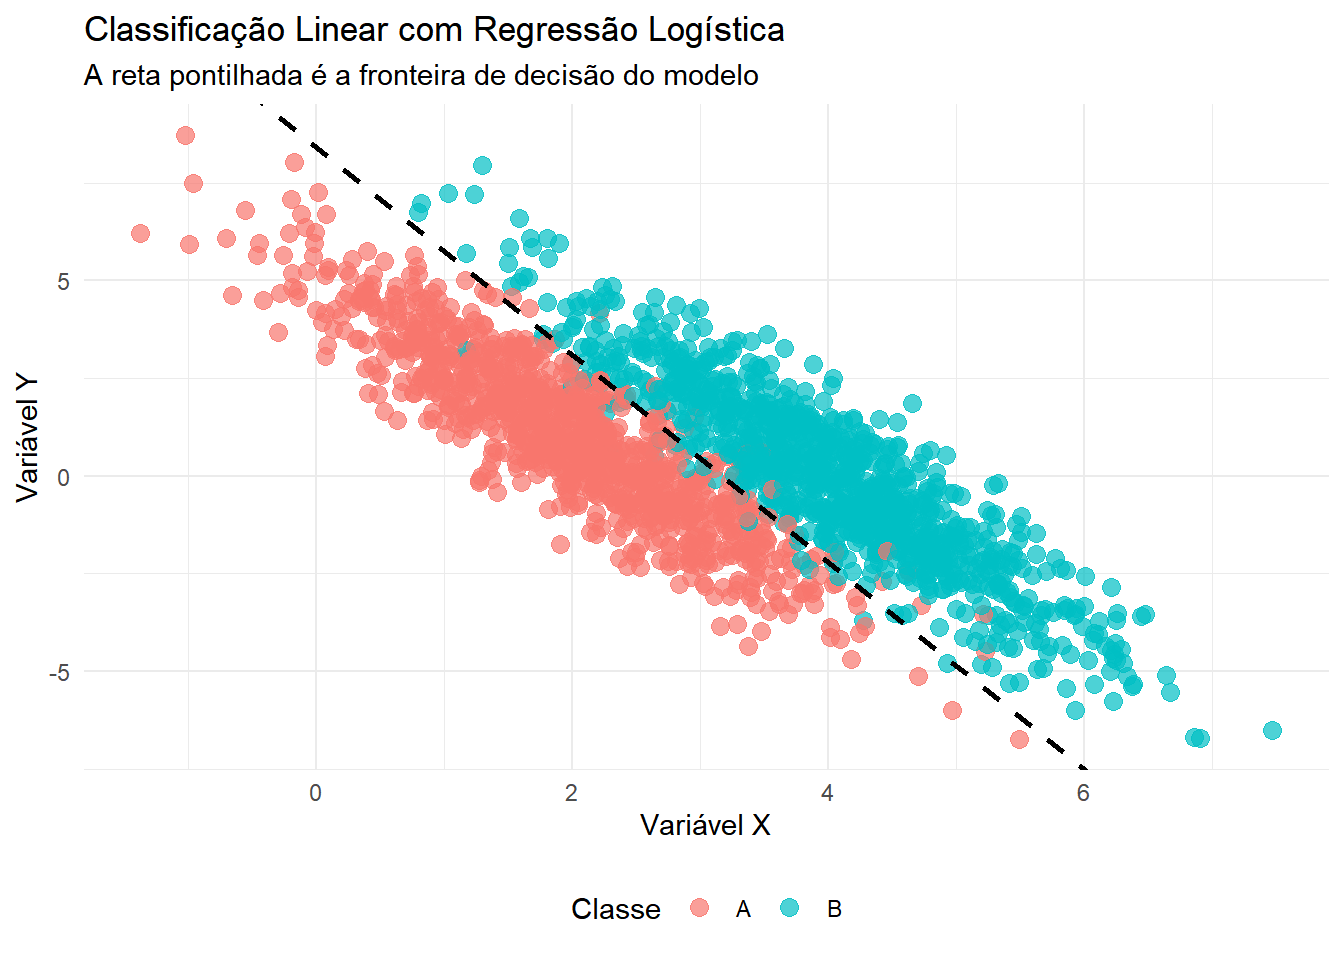 Classificação Linear com Regressão Logística
A reta pontilhada é a fronteira de decisão do modelo
Variável Y
5
0
-5
0 2 4 6
Variável X
Classe A B